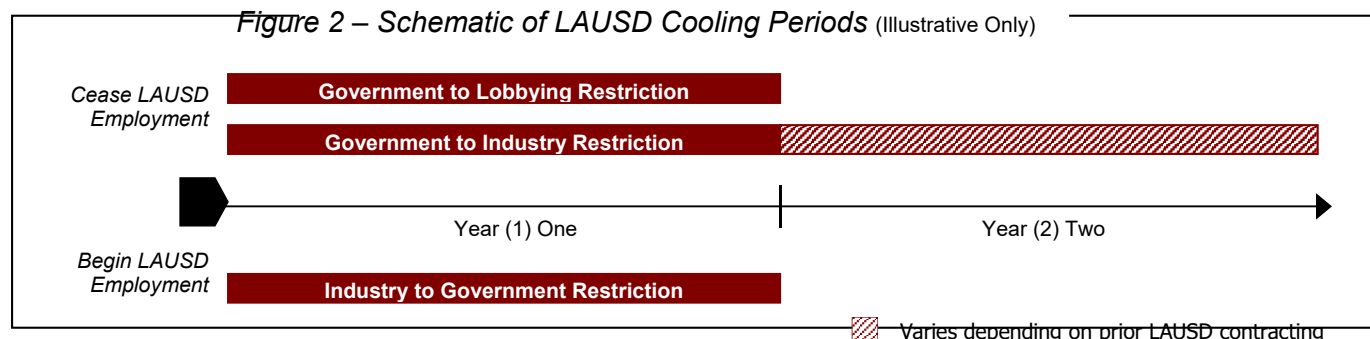 Figure 2 – Schematic of LAUSD Cooling Periods (Illustrative Only)
Cease LAUSD
Employment
Government to Lobbying Restriction
Government to Industry Restriction
Year (1) One
Year (2) Two
Begin LAUSD
Employment
Industry to Government Restriction
Varies depending on prior LAUSD contracting